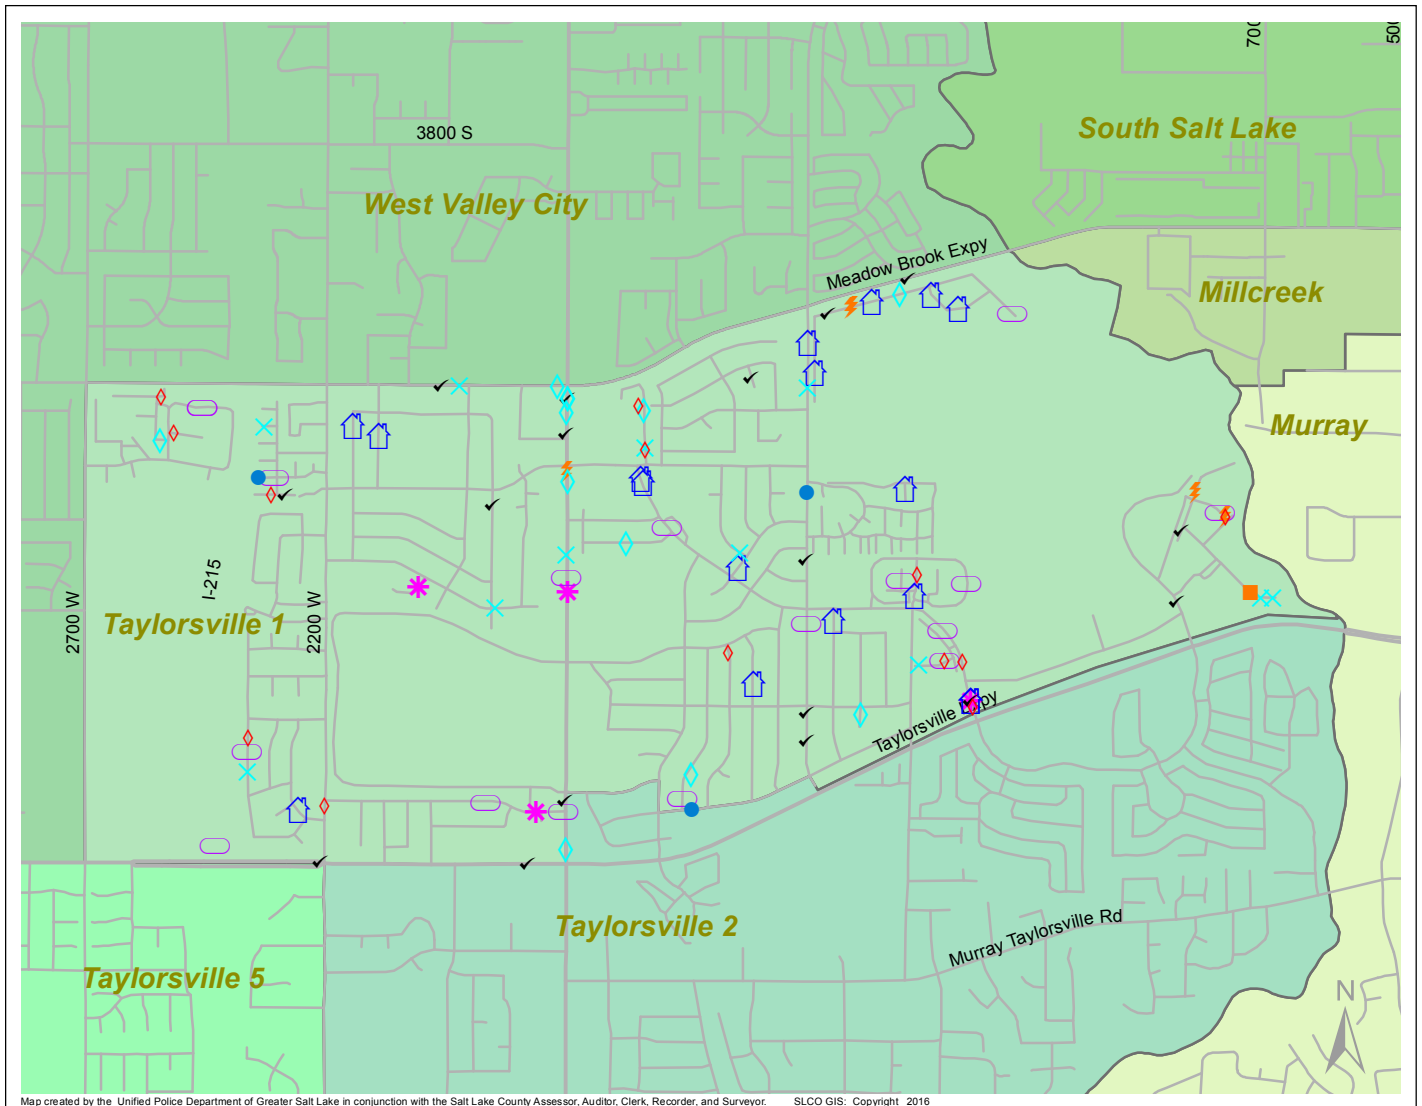 700
500
South Salt Lake
3800 S
West Valley City
Meadow Brook Expy
Millcreek
Murray
I-215
2700 W
2200 W
Taylorsville 1
Taylorsville Expy
Taylorsville 2
Murray Taylorsville Rd
Taylorsville 5
N
Map created by the Unified Police Department of Greater Salt Lake in conjunction with the Salt Lake County Assessor, Auditor, Clerk, Recorder, and Surveyor. SLCO GIS: Copyright 2016